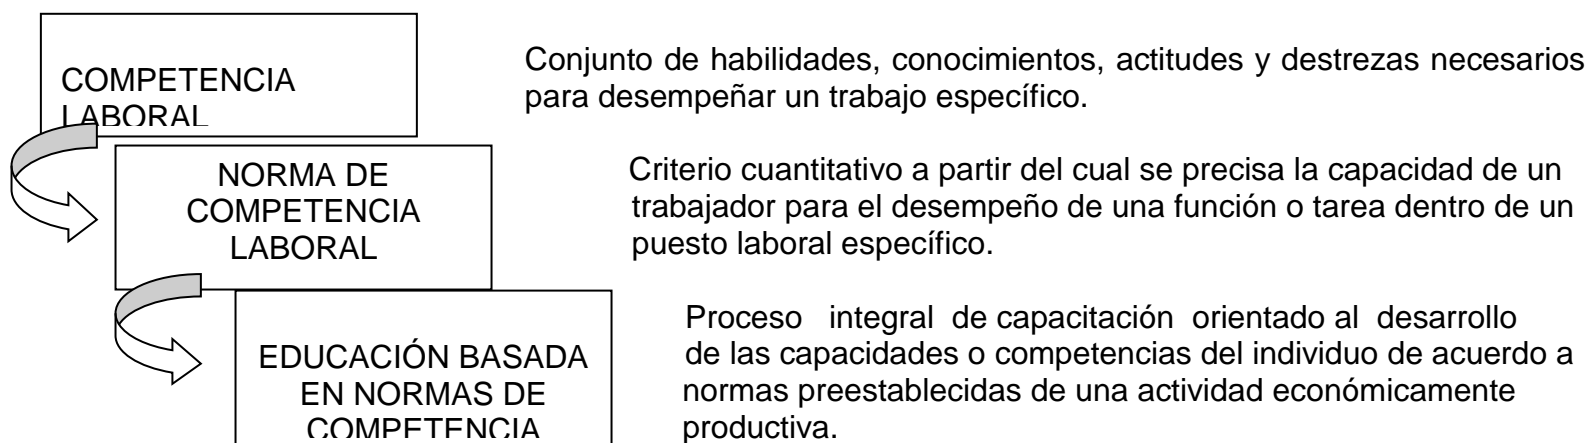 COMPETENCIA
LABORAL
Conjunto de habilidades, conocimientos, actitudes y destrezas necesarios
para desempeñar un trabajo específico.
NORMA DE
COMPETENCIA
LABORAL
Criterio cuantitativo a partir del cual se precisa la capacidad de un
trabajador para el desempeño de una función o tarea dentro de un
puesto laboral específico.
EDUCACIÓN BASADA
EN NORMAS DE
COMPETENCIA
Proceso integral de capacitación orientado al desarrollo
de las capacidades o competencias del individuo de acuerdo a
normas preestablecidas de una actividad económicamente
productiva.